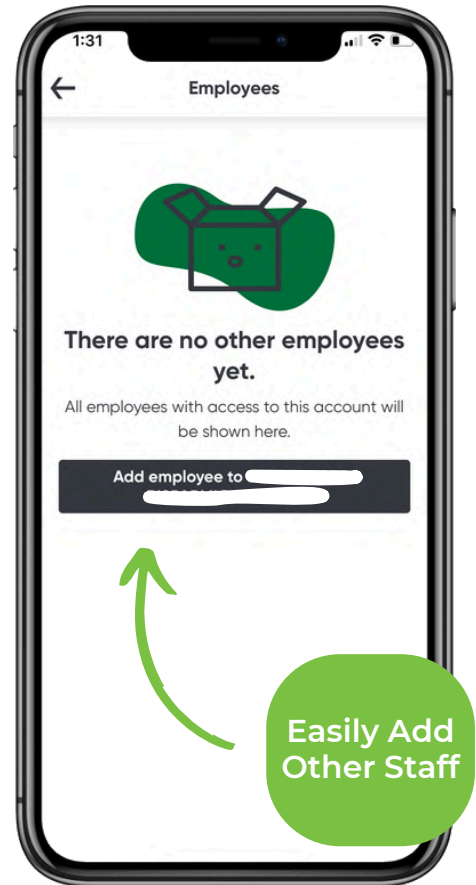 1:31
Employees
There are no other employees
yet.
All employees with access to this account will
be shown here.
Add employee to
Easily Add
Other Staff